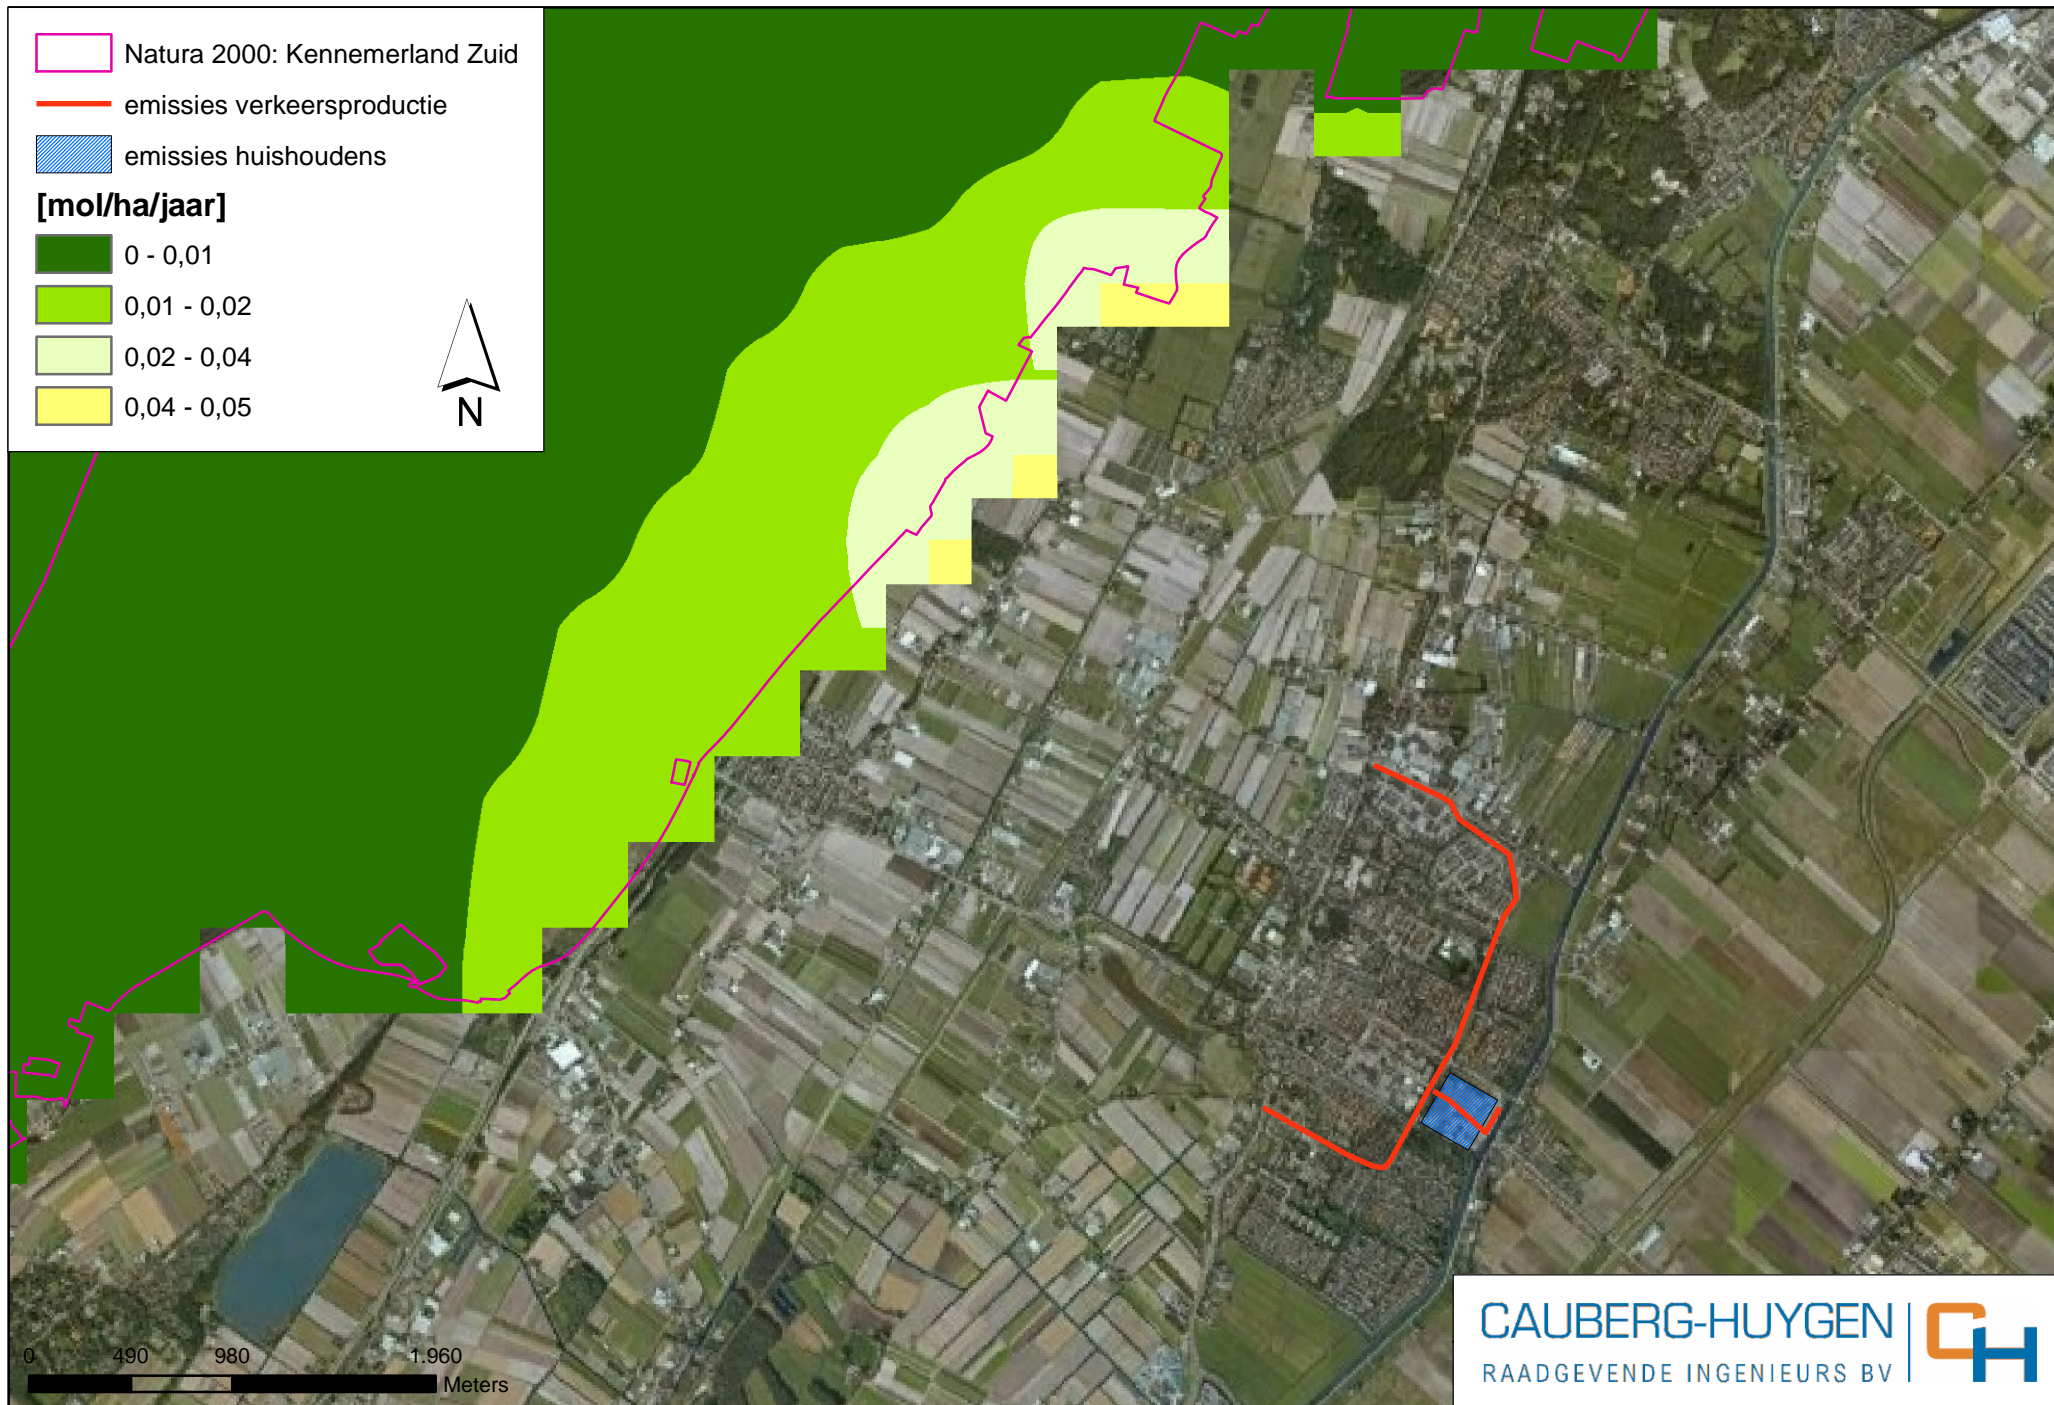 Natura 2000: Kennemerland Zuid
emissies verkeersproductie
emissies huishoudens
[mol/ha/jaar]
0 - 0,01
0,01 - 0,02
0,02 - 0,04
0,04 - 0,05
N
0 490 980 1.960
Meters
CAUBERG-HUYGEN
RAADGEVENDE INGENIEURS BV
CH